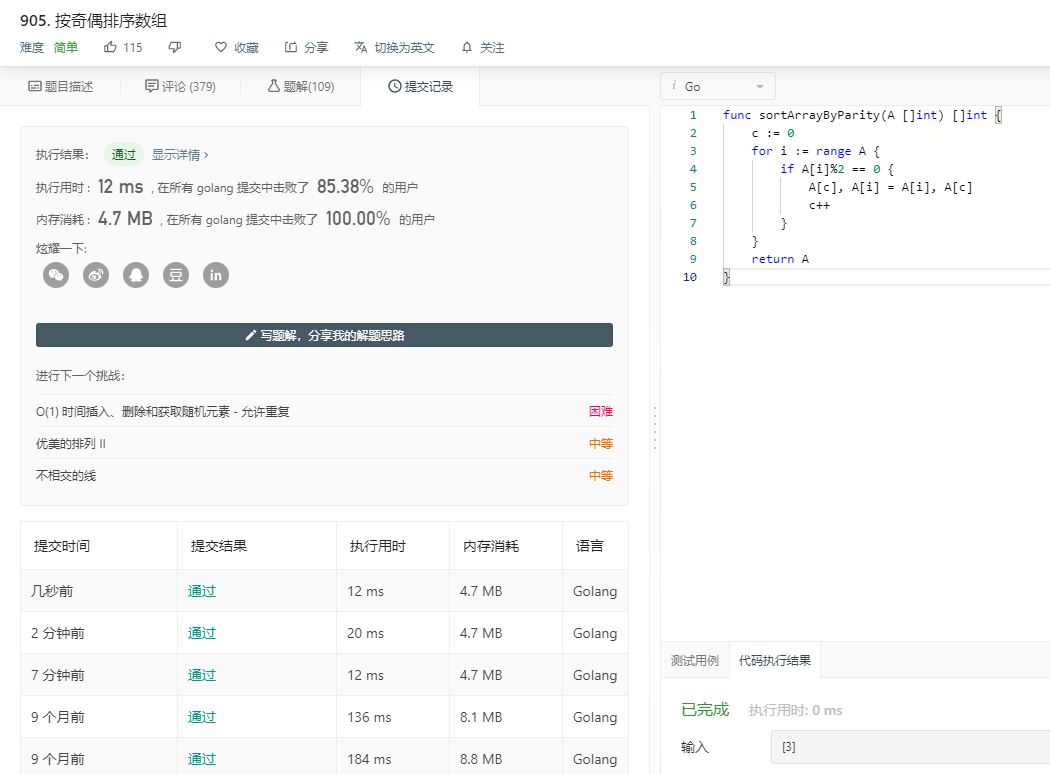 905. 按奇偶排序数组
难度 简单 115 收藏 分享 切换为英文 关注
题目描述 评论 (379) 题解(109) 提交记录
执行结果： 通过 显示详情 ›
执行用时 : 12 ms , 在所有 golang 提交中击败了 85.38% 的用户
内存消耗 : 4.7 MB , 在所有 golang 提交中击败了 100.00% 的用户
炫耀一下:
豆 in
写题解，分享我的解题思路
进行下一个挑战：
O(1) 时间插入、删除和获取随机元素 - 允许重复 困难
优美的排列 II 中等
不相交的线 中等
提交时间 提交结果 执行用时 内存消耗 语言
几秒前 通过 12 ms 4.7 MB Golang
2 分钟前 通过 20 ms 4.7 MB Golang
7 分钟前 通过 12 ms 4.7 MB Golang
9 个月前 通过 136 ms 8.1 MB Golang
9 个月前 通过 184 ms 8.8 MB Golang
i Go
1 func sortArrayByParity(A []int) []int {
2 c := 0
3 for i := range A {
4 if A[i]%2 == 0 {
5 A[c], A[i] = A[i], A[c]
6 c++
7 }
8 }
9 return A
10 }
测试用例 代码执行结果
已完成 执行用时: 0 ms
输入 [3]